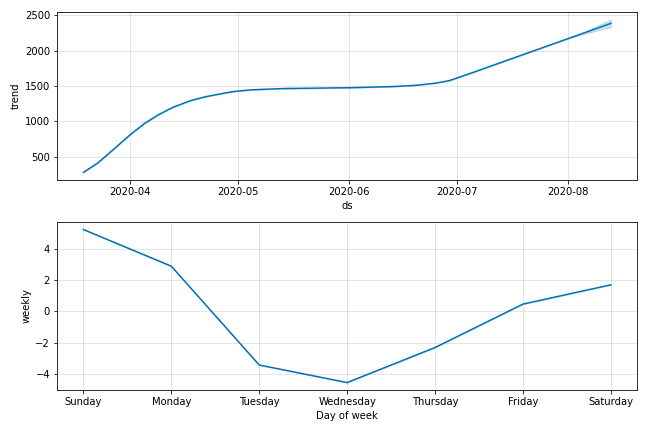 2500
2000
1500
1000
500
trend
2020-04 2020-05 2020-06 2020-07 2020-08
ds
4
2
0
−2
−4
weekly
Sunday Monday Tuesday Wednesday Thursday Friday Saturday
Day of week